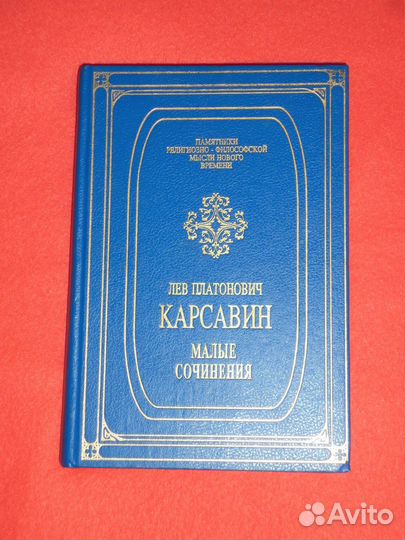 ПАМЯТНИКИ
РЕЛИГИОЗНО - ФИЛОСОФСКОЙ
МЫСЛИ НОВОГО
ВРЕМЕНИ
ЛЕВ ПЛАТОНОВИЧ
КАРСАВИН
МАЛЫЕ
СОЧИНЕНИЯ
Avito